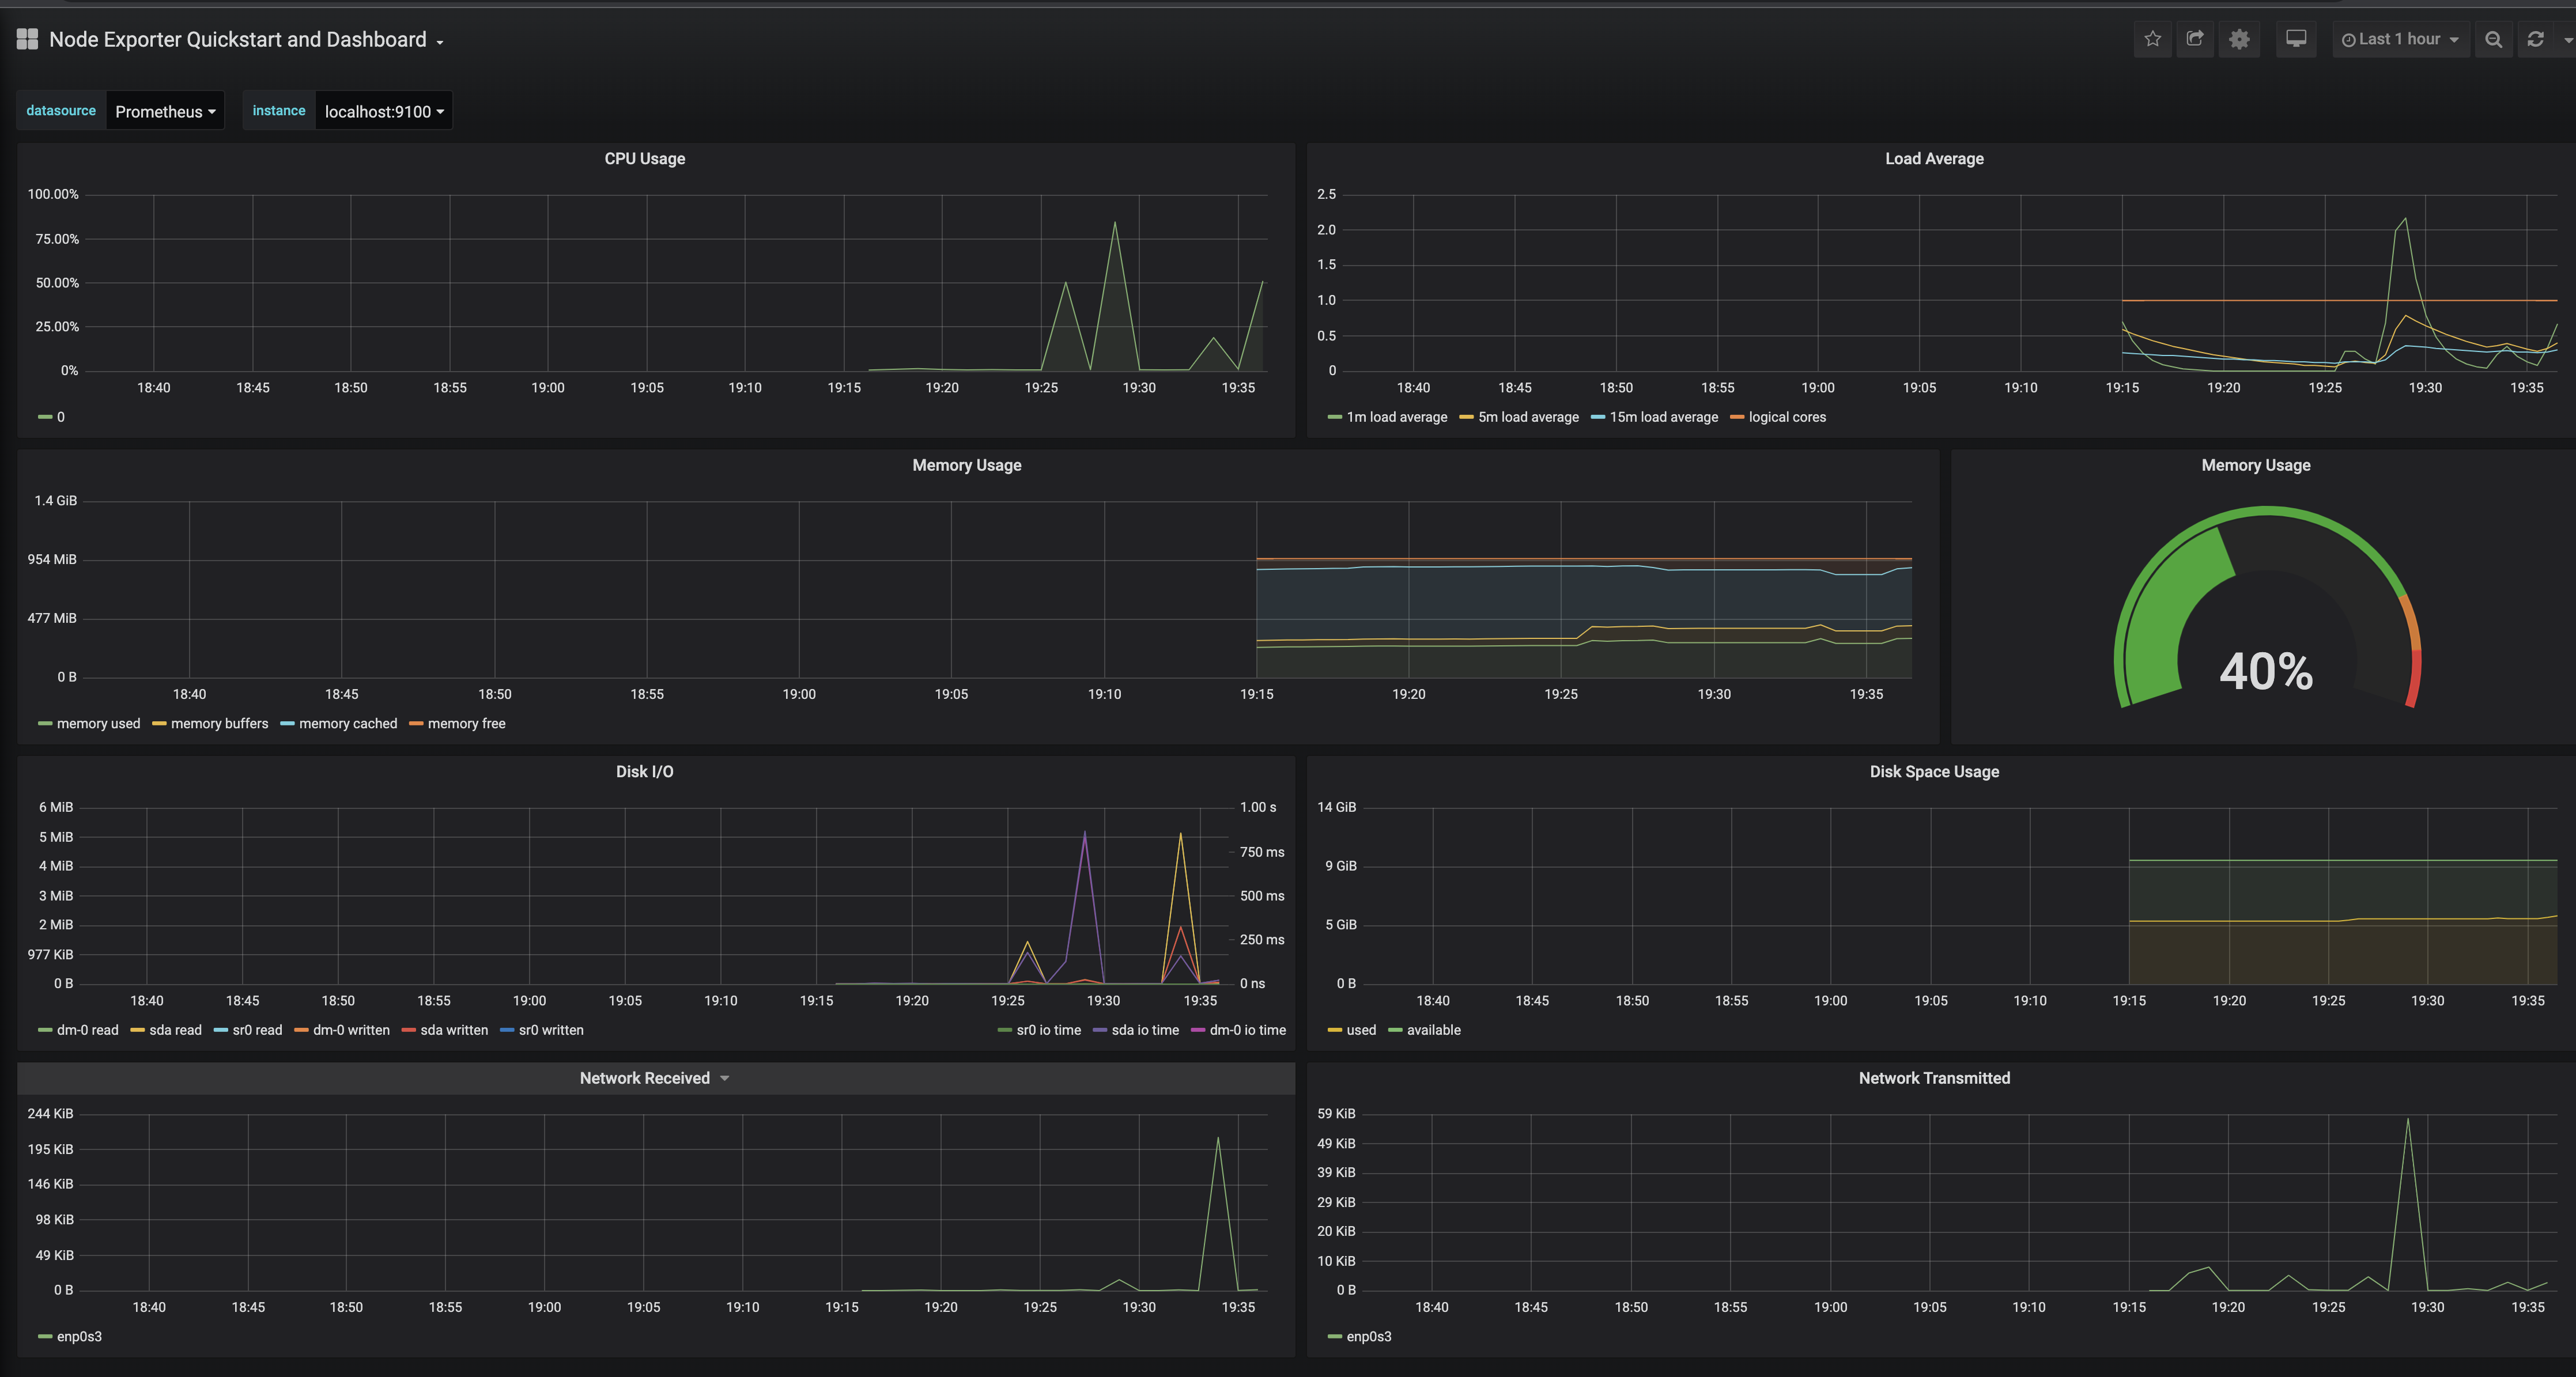 Node Exporter Quickstart and Dashboard
Last 1 hour
datasource Prometheus instance localhost:9100
CPU Usage
100.00%
75.00%
50.00%
25.00%
0%
18:40 18:45 18:50 18:55 19:00 19:05 19:10 19:15 19:20 19:25 19:30 19:35
0
Load Average
2.5
2.0
1.5
1.0
0.5
0
18:40 18:45 18:50 18:55 19:00 19:05 19:10 19:15 19:20 19:25 19:30 19:35
1m load average 5m load average 15m load average logical cores
Memory Usage
1.4 GiB
954 MiB
477 MiB
0 B
18:40 18:45 18:50 18:55 19:00 19:05 19:10 19:15 19:20 19:25 19:30 19:35
memory used memory buffers memory cached memory free
Memory Usage
40%
Disk I/O
6 MiB 1.00 s
5 MiB 750 ms
4 MiB
3 MiB 500 ms
2 MiB 250 ms
977 KiB
0 B 0 ns
18:40 18:45 18:50 18:55 19:00 19:05 19:10 19:15 19:20 19:25 19:30 19:35
dm-0 read sda read sr0 read dm-0 written sda written sr0 written sr0 io time sda io time dm-0 io time
Disk Space Usage
14 GiB
9 GiB
5 GiB
0 B
18:40 18:45 18:50 18:55 19:00 19:05 19:10 19:15 19:20 19:25 19:30 19:35
used available
Network Received
244 KiB
195 KiB
146 KiB
98 KiB
49 KiB
0 B
18:40 18:45 18:50 18:55 19:00 19:05 19:10 19:15 19:20 19:25 19:30 19:35
enp0s3
Network Transmitted
59 KiB
49 KiB
39 KiB
29 KiB
20 KiB
10 KiB
0 B
18:40 18:45 18:50 18:55 19:00 19:05 19:10 19:15 19:20 19:25 19:30 19:35
enp0s3